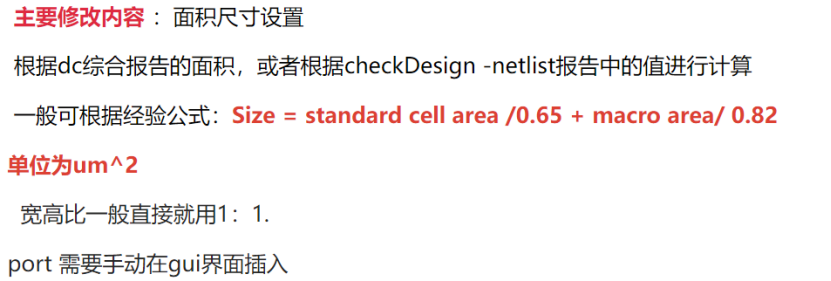 主要修改内容 ：面积尺寸设置
根据dc综合报告的面积，或者根据checkDesign -netlist报告中的值进行计算
一般可根据经验公式：Size = standard cell area /0.65 + macro area/ 0.82
单位为um^2
宽高比一般直接就用1：1.
port 需要手动在gui界面插入